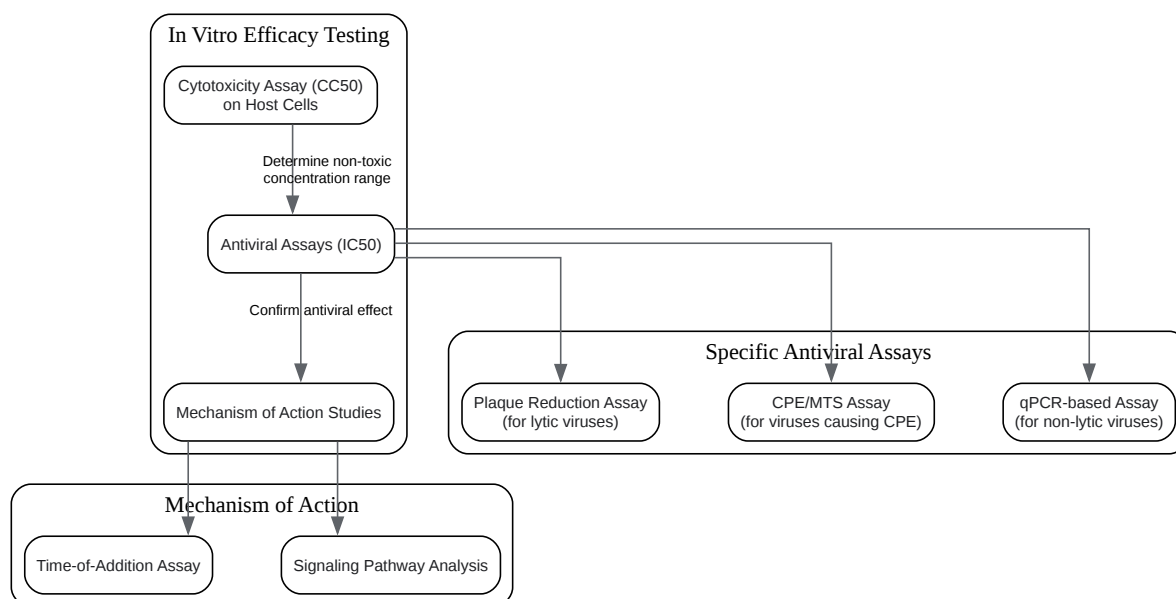 In Vitro Efficacy Testing
Cytotoxicity Assay (CC50)
on Host Cells
Determine non-toxic
concentration range
Antiviral Assays (IC50)
Confirm antiviral effect
Specific Antiviral Assays
Mechanism of Action Studies
Plaque Reduction Assay
(for lytic viruses)
CPE/MTS Assay
(for viruses causing CPE)
qPCR-based Assay
(for non-lytic viruses)
Mechanism of Action
Time-of-Addition Assay
Signaling Pathway Analysis